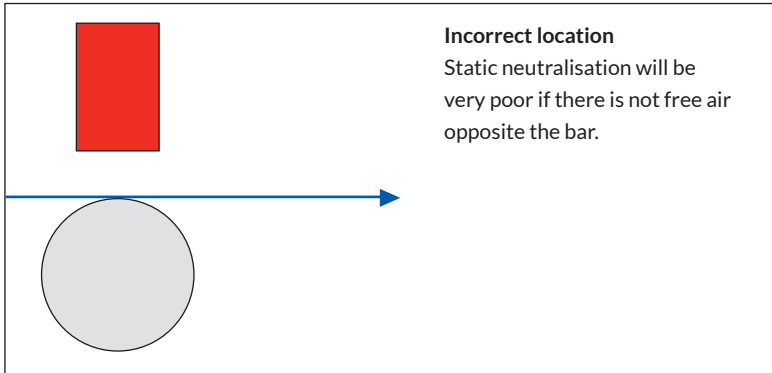 Incorrect location
Static neutralisation will be
very poor if there is not free air
opposite the bar.